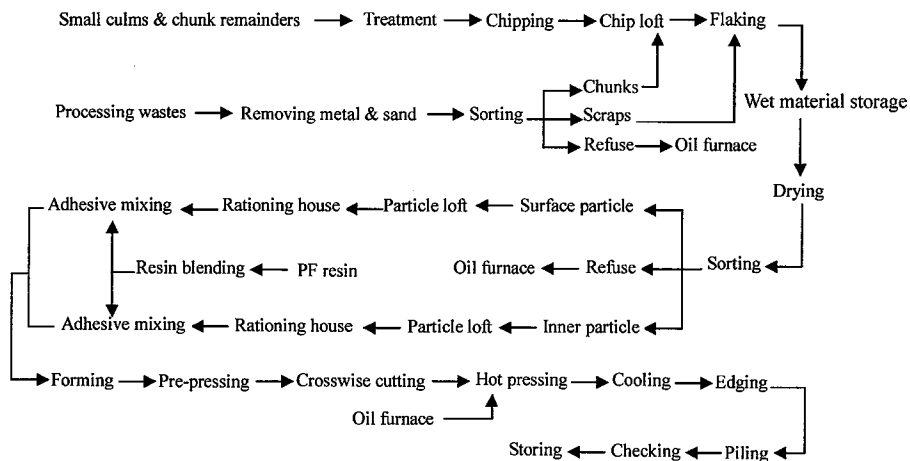 Small culms & chunk remainders Treatment Chipping Chip loft Flaking
Chunks
Processing wastes Removing metal & sand Sorting Scraps Wet material storage
Refuse Oil furnace
Drying
Adhesive mixing Rationing house Particle loft Surface particle
Resin blending PF resin Oil furnace Refuse Sorting
Adhesive mixing Rationing house Particle loft Inner particle
Forming Pre-pressing Crosswise cutting Hot pressing Cooling Edging
Oil furnace
Storing Checking Piling